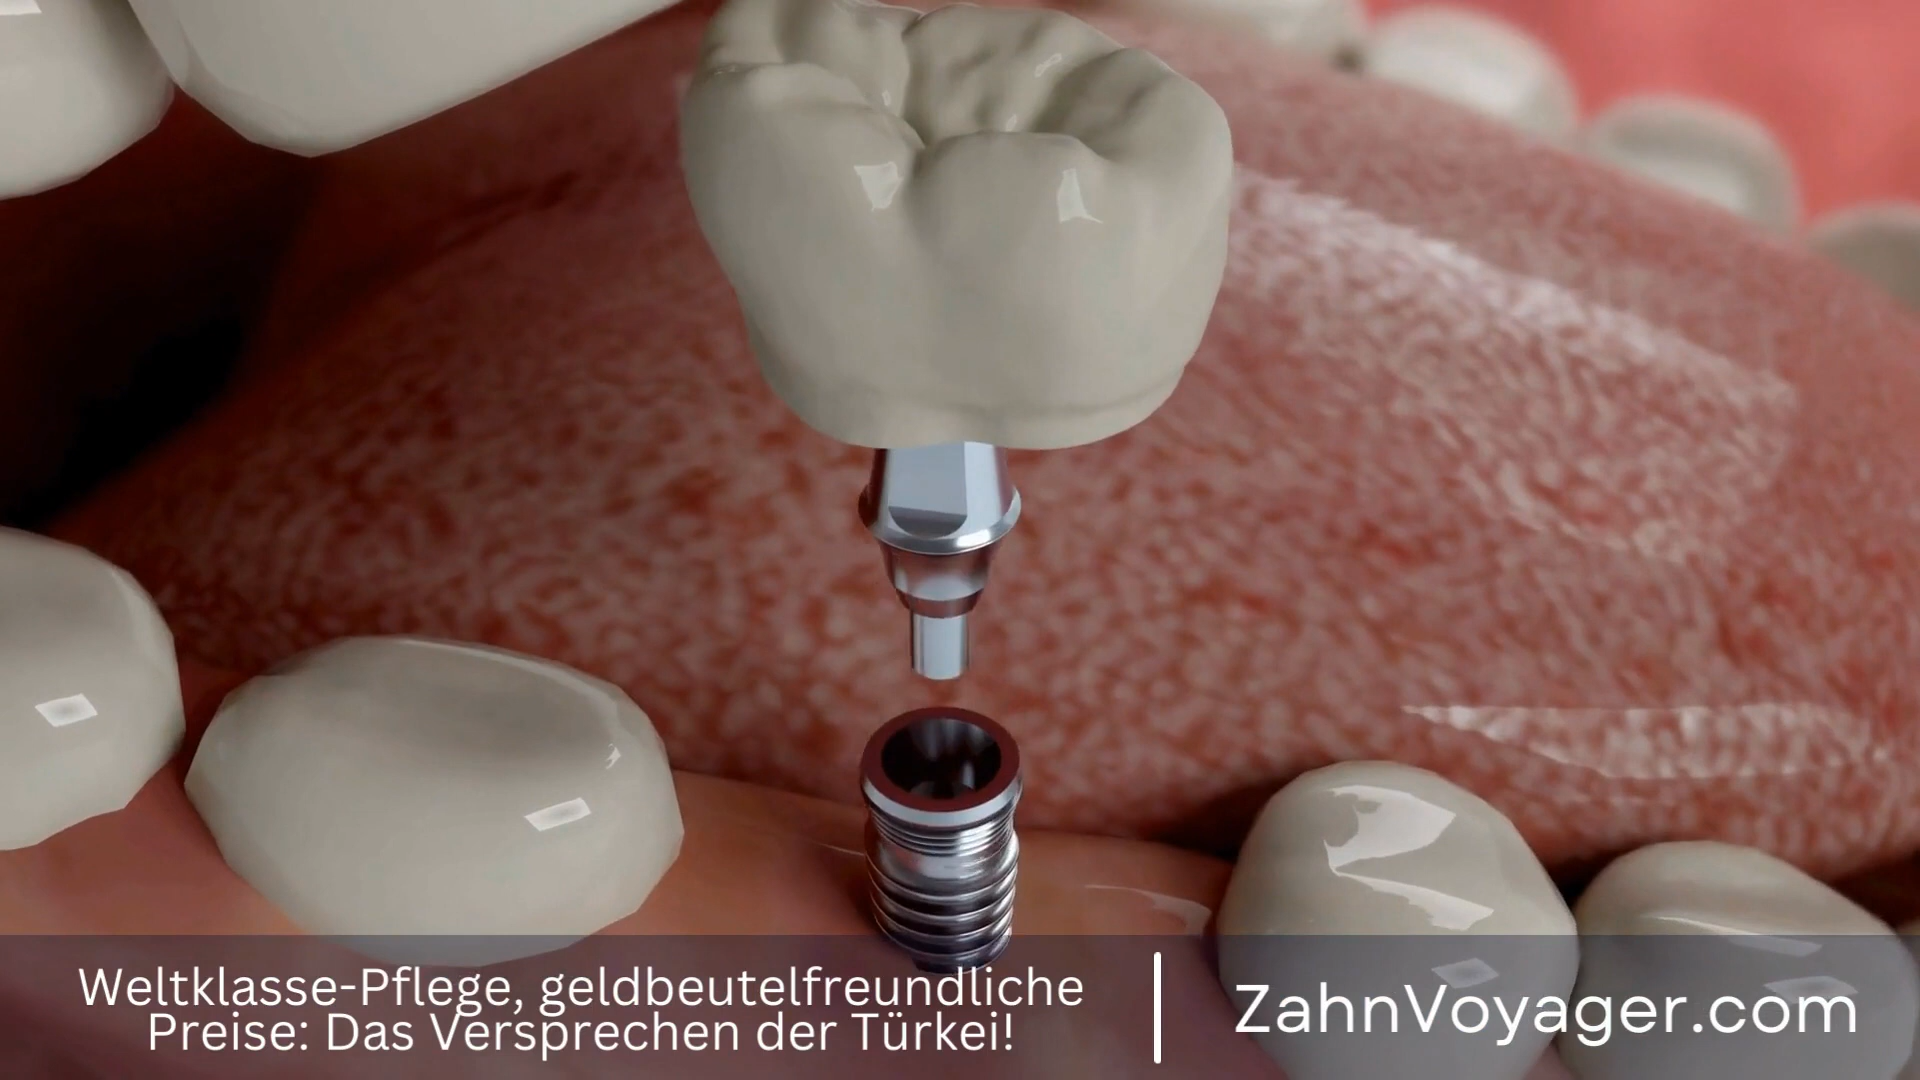 Weltklasse-Pflege, geldbeutelfreundliche
Preise: Das Versprechen der Türkei!
ZahnVoyager.com